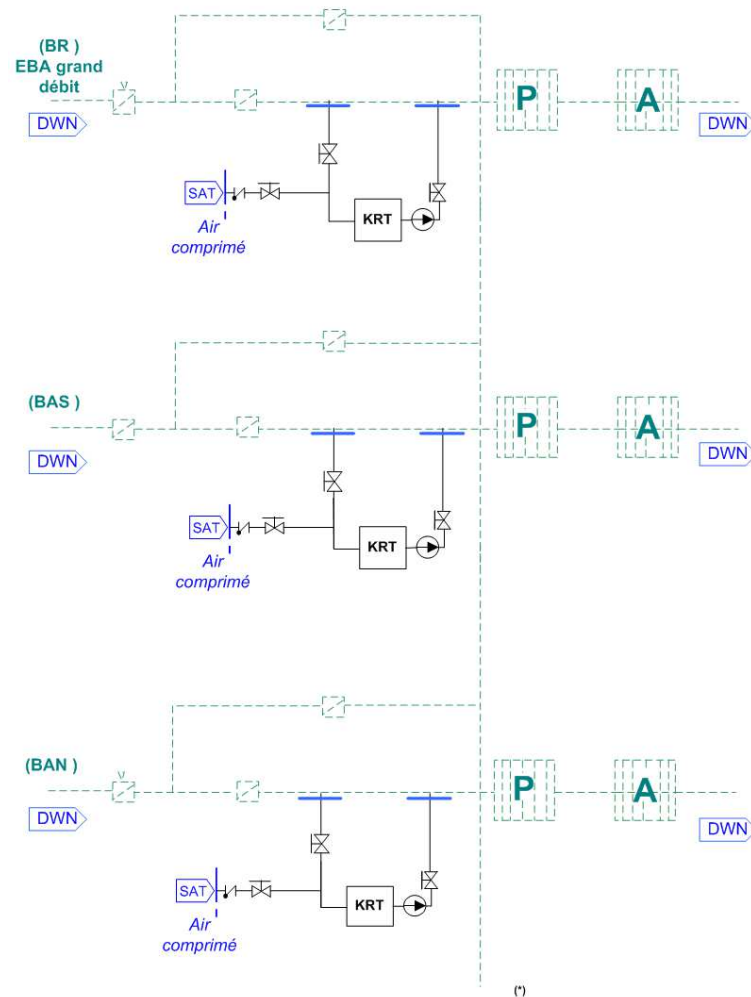 (BR )
EBA grand
débit
DWN
V
P
A
DWN
SAT
Air
comprimé
KRT
(BAS )
DWN
P
A
DWN
SAT
Air
comprimé
KRT
(BAN )
DWN
V
P
A
DWN
SAT
Air
comprimé
KRT
(*)